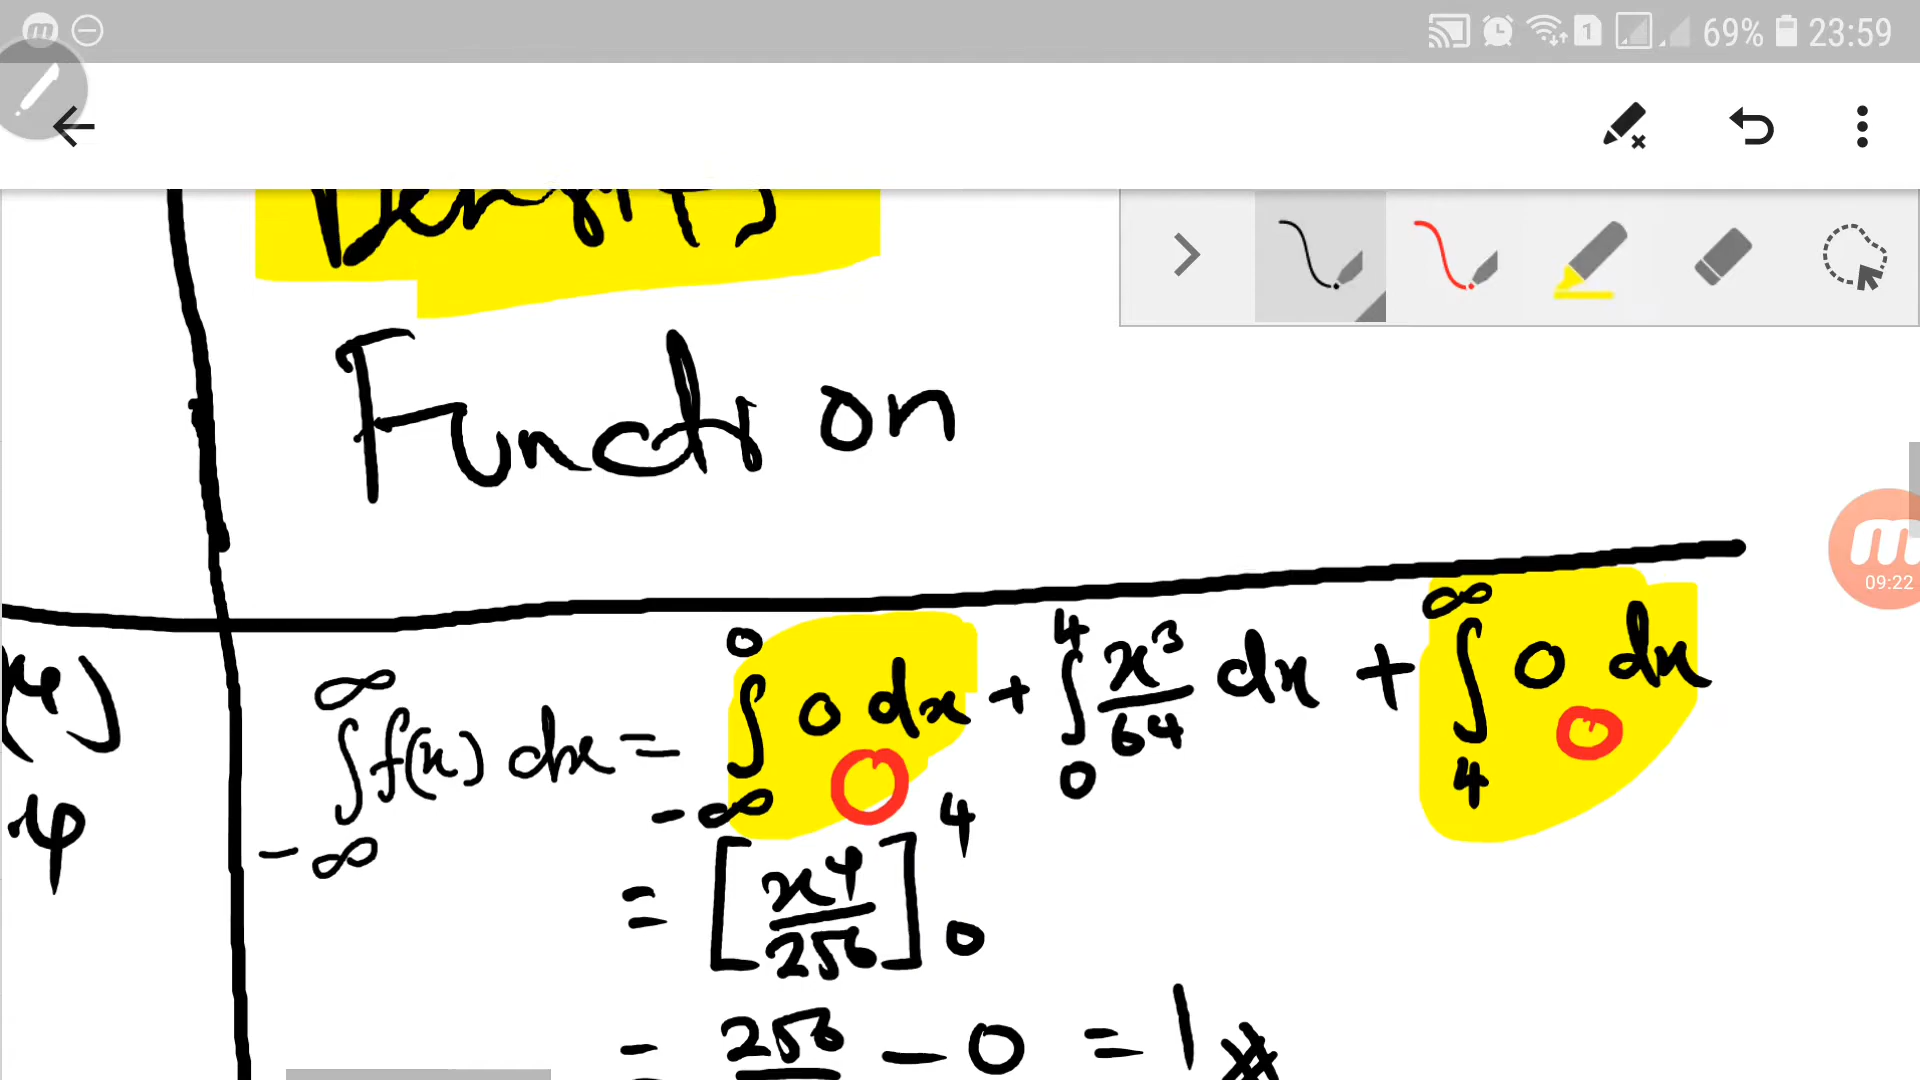 69% 23:59
Density
Function
09:22
∫_{-∞}^{∞} f(x) dx = ∫_{-∞}^{0} 0 dx + ∫_{0}^{4} x³/64 dx + ∫_{4}^{∞} 0 dx
0 0
= [x⁴/256]_{0}^{4}
= 256 - 0 = 1 #